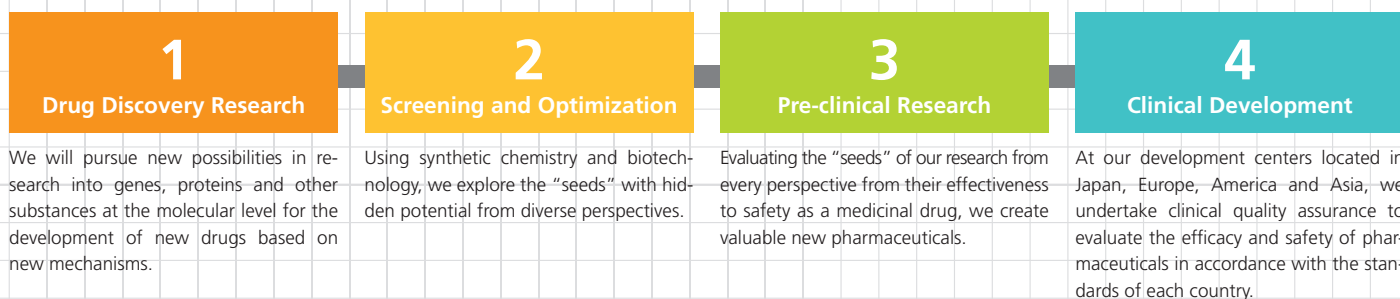 1
Drug Discovery Research
We will pursue new possibilities in re-
search into genes, proteins and other
substances at the molecular level for the
development of new drugs based on
new mechanisms.
2
Screening and Optimization
Using synthetic chemistry and biotech-
nology, we explore the “seeds” with hid-
den potential from diverse perspectives.
3
Pre-clinical Research
Evaluating the “seeds” of our research from
every perspective from their effectiveness
to safety as a medicinal drug, we create
valuable new pharmaceuticals.
4
Clinical Development
At our development centers located in
Japan, Europe, America and Asia, we
undertake clinical quality assurance to
evaluate the efficacy and safety of phar-
maceuticals in accordance with the stan-
dards of each country.